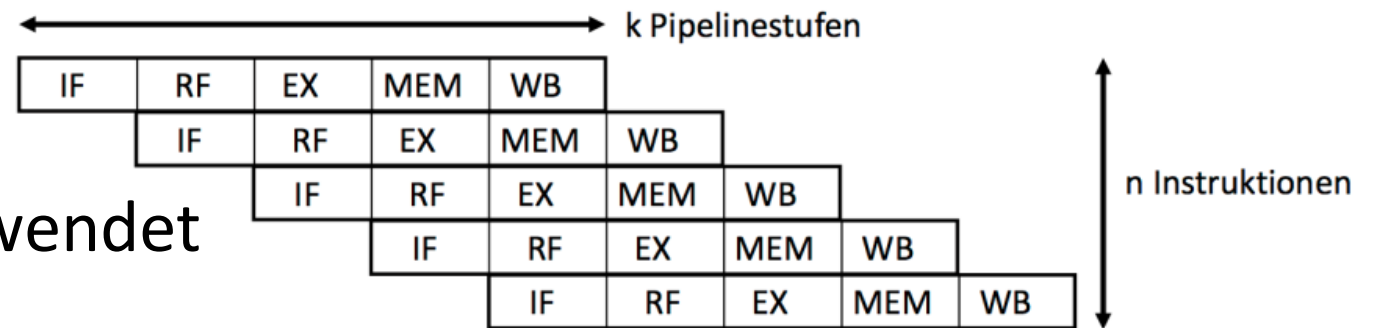 k Pipelinestufen
IF RF EX MEM WB
IF RF EX MEM WB
IF RF EX MEM WB
n Instruktionen
wendet
IF RF EX MEM WB
IF RF EX MEM WB